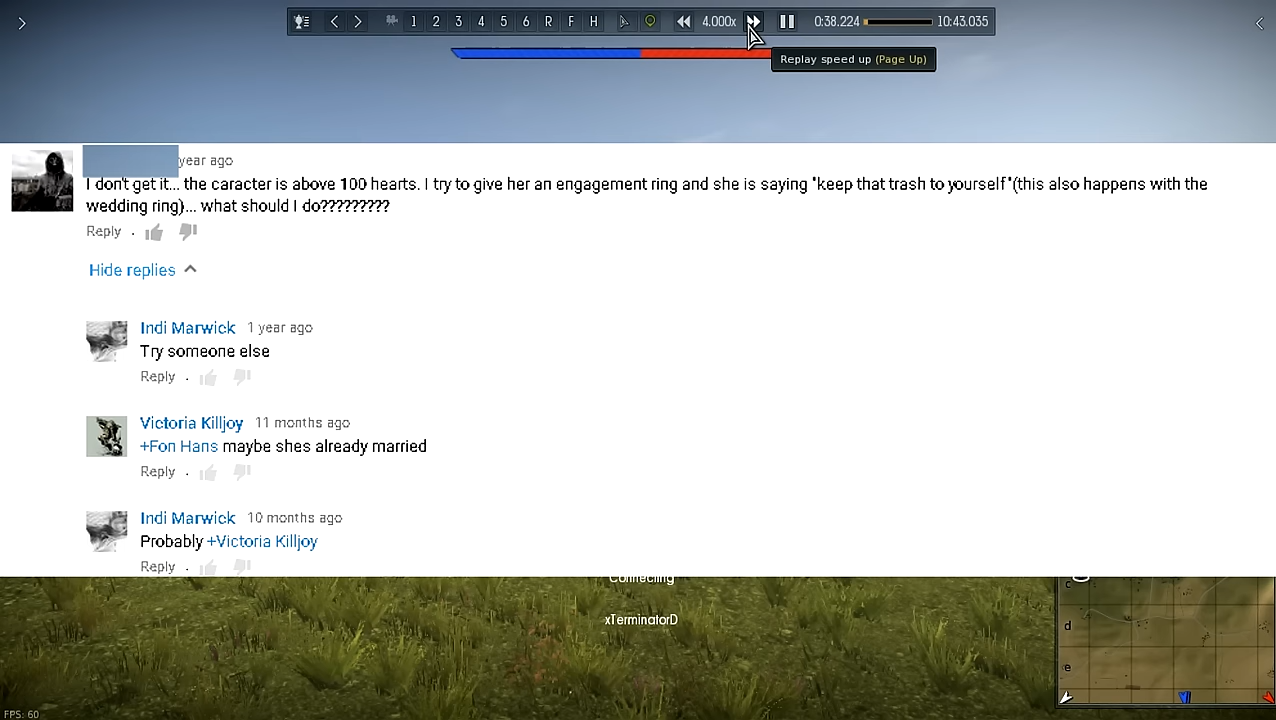 1 2 3 4 5 6 R F H 4.000x 0:38.224 10:43.035
Replay speed up (Page Up)
year ago
I don't get it... the caracter is above 100 hearts. I try to give her an engagement ring and she is saying "keep that trash to yourself"(this also happens with the
wedding ring)... what should I do?????????
Reply .
Hide replies
Indi Marwick 1 year ago
Try someone else
Reply .
Victoria Killjoy 11 months ago
+Fon Hans maybe shes already married
Reply .
Indi Marwick 10 months ago
Probably +Victoria Killjoy
Reply .
Connecting
xTerminatorD
c
d
e
FPS: 60